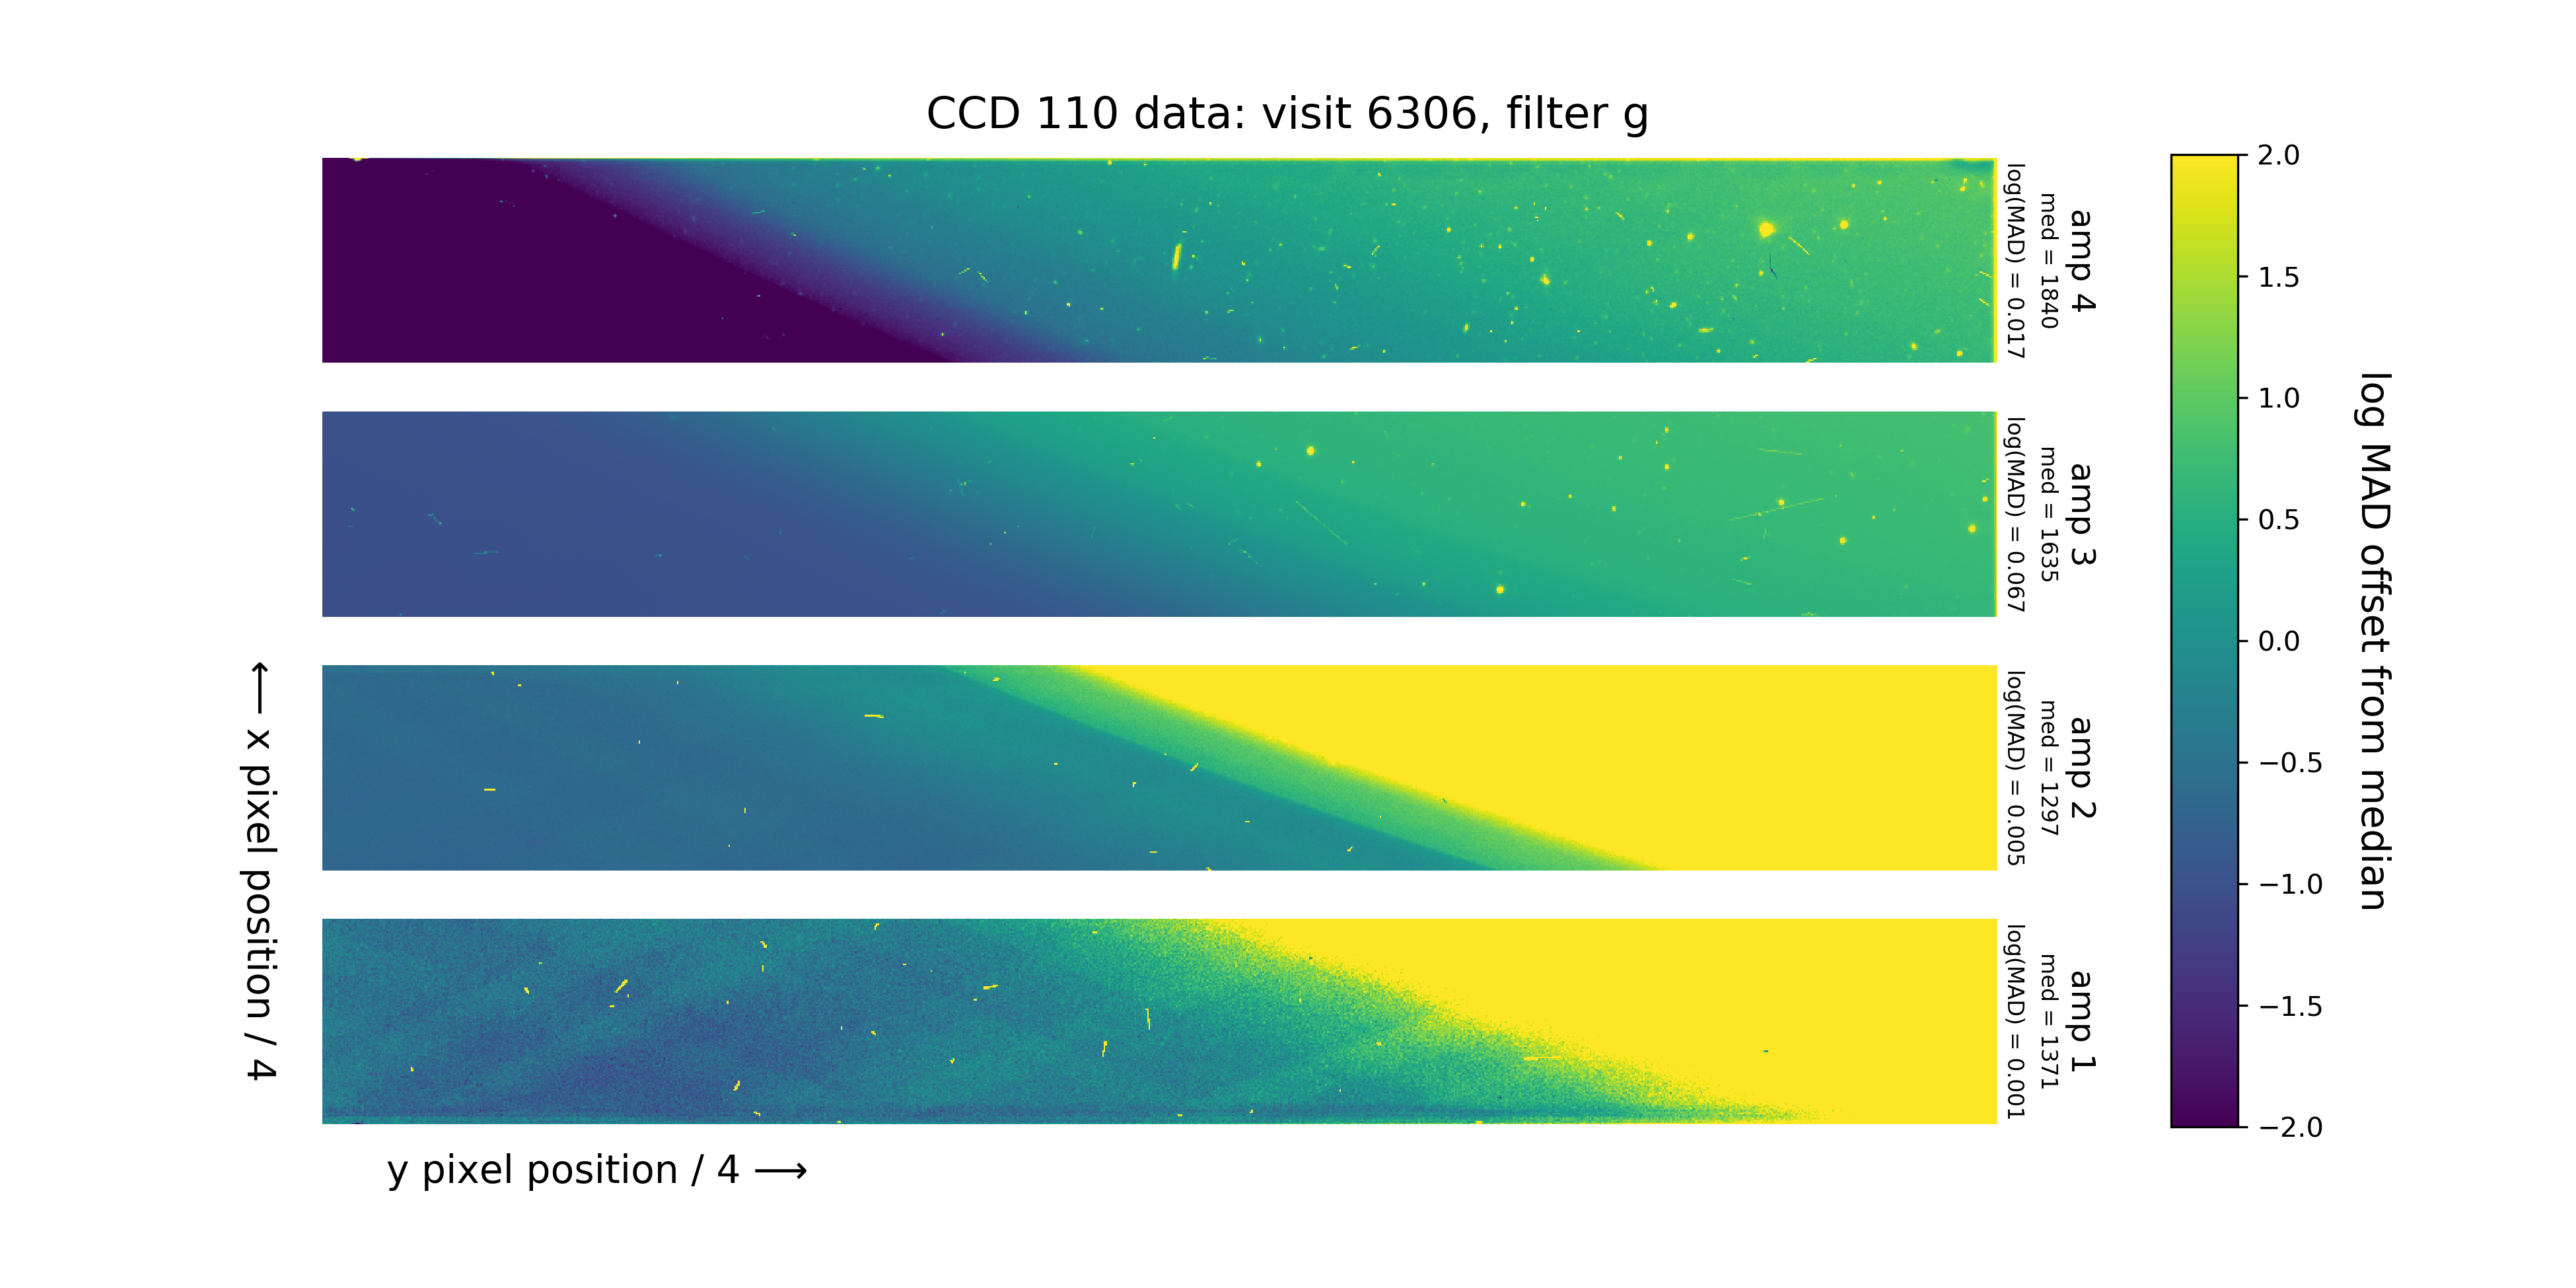 CCD 110 data: visit 6306, filter g
amp 4
med = 1840
log(MAD) = 0.017
amp 3
med = 1635
log(MAD) = 0.067
amp 2
med = 1297
log(MAD) = 0.005
amp 1
med = 1371
log(MAD) = 0.001
⟵ x pixel position / 4
y pixel position / 4 ⟶
2.0
1.5
1.0
0.5
0.0
−0.5
−1.0
−1.5
−2.0
log MAD offset from median